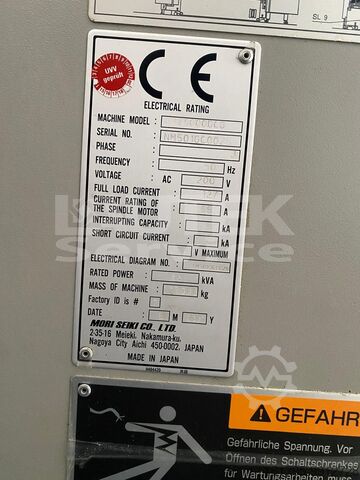 SL 9
UVV
geprüft
CE
ELECTRICAL RATING
MACHINE MODEL :
SERIAL NO. :
PHASE : 3
FREQUENCY : Hz
VOLTAGE : AC 200 V
FULL LOAD CURRENT : 127 A
CURRENT RATING OF
THE SPINDLE MOTOR : A
INTERRUPTING CAPACITY : kA
SHORT CIRCUIT CURRENT : kA
V MAXIMUM
ELECTRICAL DIAGRAM NO. :
RATED POWER : kVA
MASS OF MACHINE : kg
Factory ID is # :
DATE : M Y
MORI SEIKI CO., LTD.
2-35-16 Meieki, Nakamura-ku,
Nagoya City Aichi 450-0002, JAPAN
MADE IN JAPAN
Service
GEFAHR
Gefährliche Spannung. Vor
Öffnen des Schaltschrankes
für Wartungsarbeiten muss